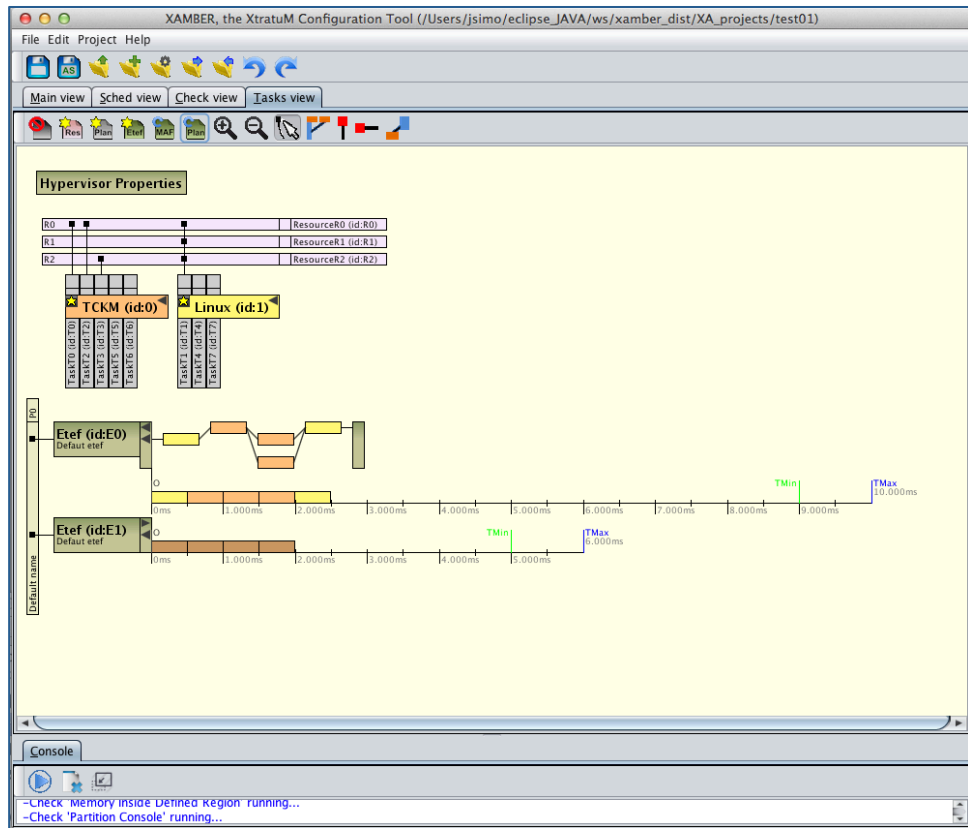 XAMBER, the XtratuM Configuration Tool (/Users/jsimo/eclipse_JAVA/ws/xamber_dist/XA_projects/test01)
File Edit Project Help
AS
Main view Sched view Check view Tasks view
Res Plan Etef MAF Plan
Hypervisor Properties
R0 ResourceR0 (id:R0)
R1 ResourceR1 (id:R1)
R2 ResourceR2 (id:R2)
TCKM (id:0) Linux (id:1)
TaskT0 (id:T0)
TaskT2 (id:T2)
TaskT3 (id:T3)
TaskT5 (id:T5)
TaskT6 (id:T6)
TaskT1 (id:T1)
TaskT4 (id:T4)
TaskT7 (id:T7)
P0
Etef (id:E0)
Defaut etef
O TMin TMax
10.000ms
0ms 1.000ms 2.000ms 3.000ms 4.000ms 5.000ms 6.000ms 7.000ms 8.000ms 9.000ms
Etef (id:E1)
Defaut etef
O TMin TMax
6.000ms
0ms 1.000ms 2.000ms 3.000ms 4.000ms 5.000ms
Default name
Console
-Check 'Memory Inside Defined Region' running...
-Check 'Partition Console' running...